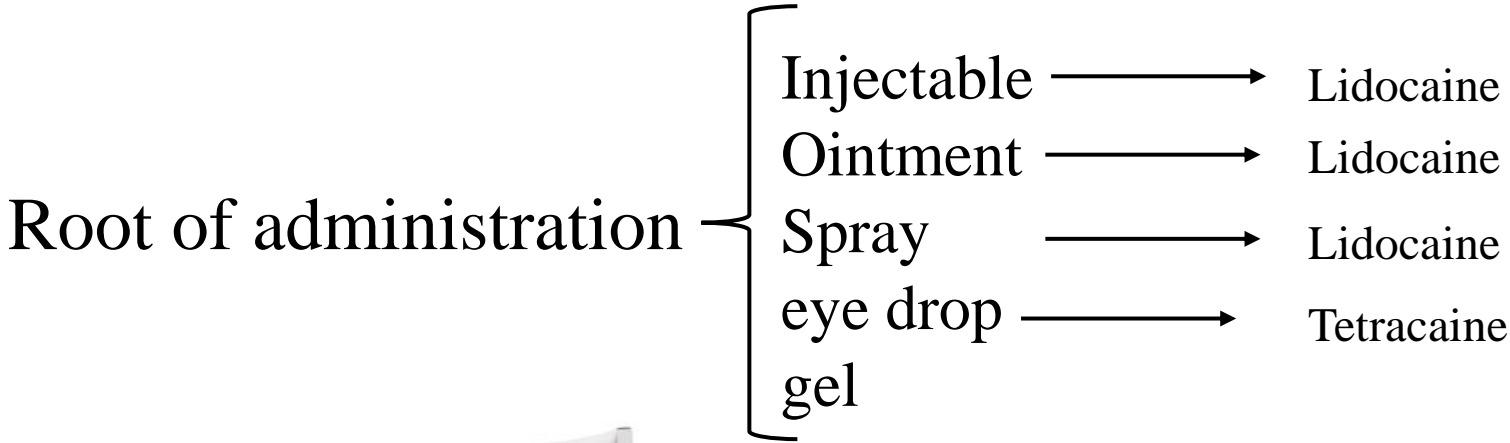 Injectable Lidocaine
Ointment Lidocaine
Root of administration Spray Lidocaine
eye drop Tetracaine
gel